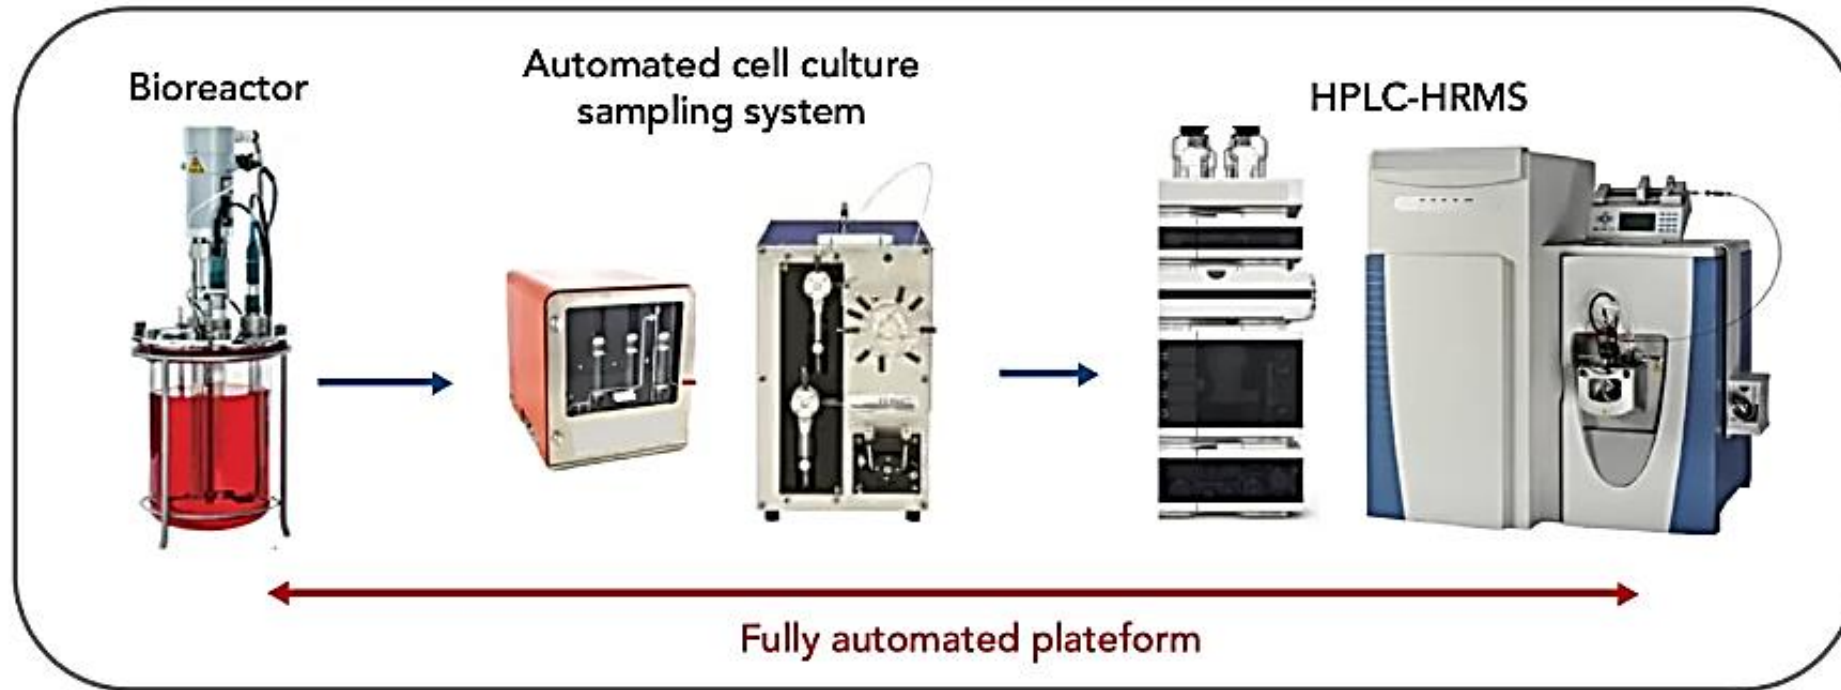 Bioreactor
Automated cell culture
sampling system
HPLC-HRMS
Fully automated plateform